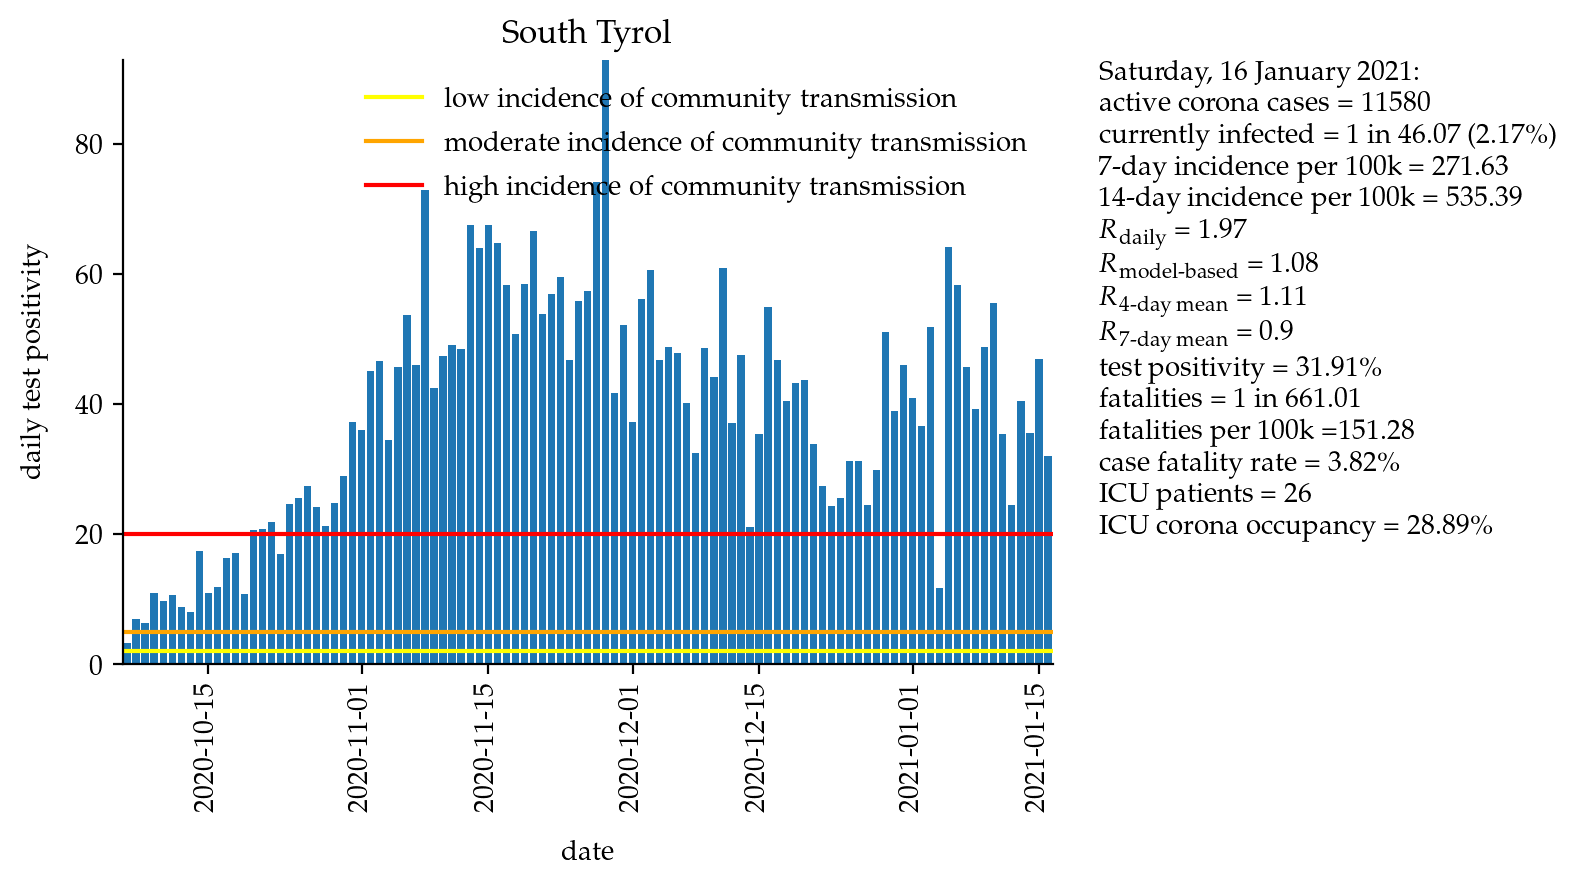 South Tyrol
low incidence of community transmission
moderate incidence of community transmission
high incidence of community transmission
daily test positivity
80
60
40
20
0
2020-10-15
2020-11-01
2020-11-15
2020-12-01
2020-12-15
2021-01-01
2021-01-15
date
Saturday, 16 January 2021:
active corona cases = 11580
currently infected = 1 in 46.07 (2.17%)
7-day incidence per 100k = 271.63
14-day incidence per 100k = 535.39
R daily = 1.97
R model-based = 1.08
R 4-day mean = 1.11
R 7-day mean = 0.9
test positivity = 31.91%
fatalities = 1 in 661.01
fatalities per 100k =151.28
case fatality rate = 3.82%
ICU patients = 26
ICU corona occupancy = 28.89%